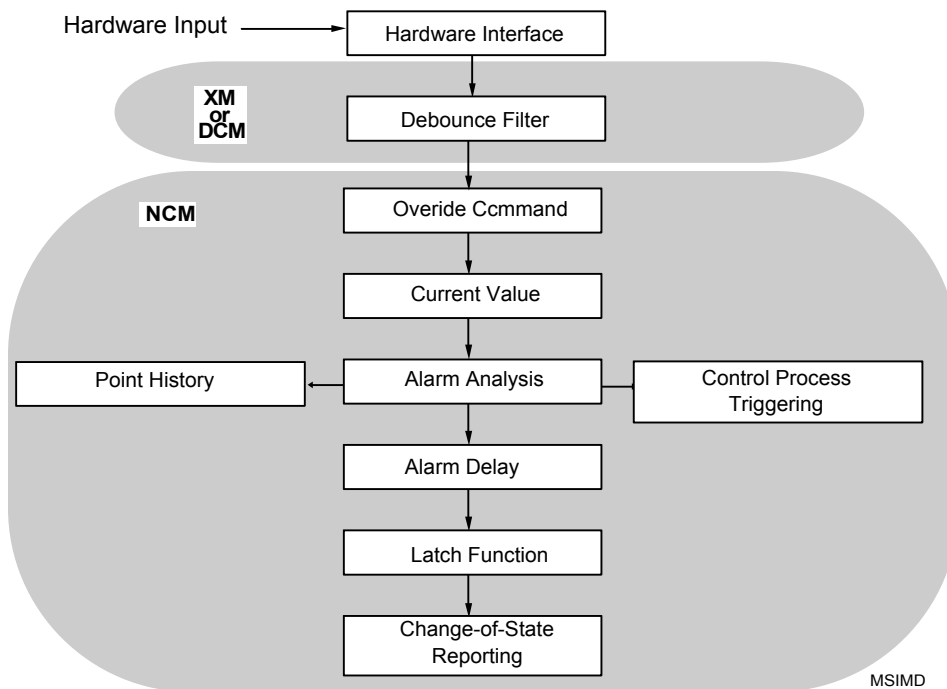 Hardware Input
Hardware Interface
XM
or
DCM
Debounce Filter
NCM
Overide Ccmmand
Current Value
Point History
Alarm Analysis
Control Process
Triggering
Alarm Delay
Latch Function
Change-of-State
Reporting
MSIMD